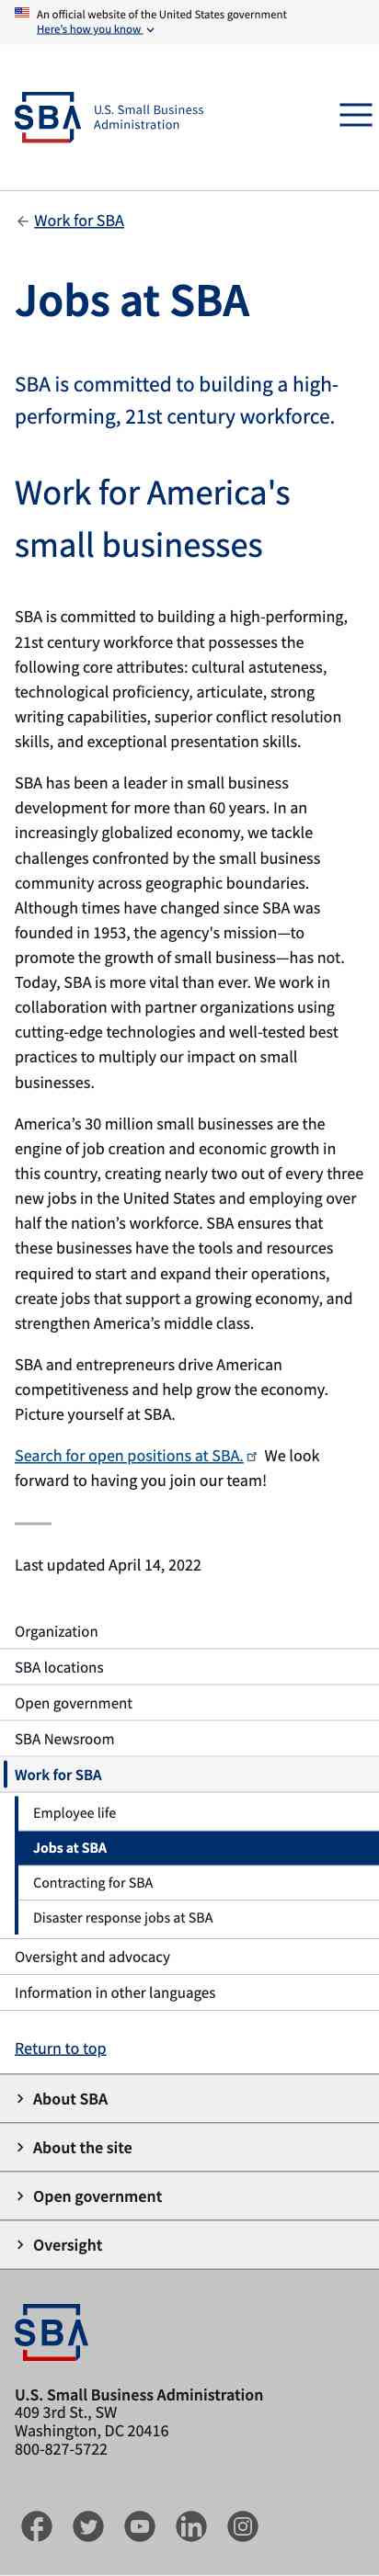 An official website of the United States government
Here's how you know
SBA
U.S. Small Business
Administration
Work for SBA
Jobs at SBA
SBA is committed to building a high-
performing, 21st century workforce.
Work for America's
small businesses
SBA is committed to building a high-performing,
21st century workforce that possesses the
following core attributes: cultural astuteness,
technological proficiency, articulate, strong
writing capabilities, superior conflict resolution
skills, and exceptional presentation skills.
SBA has been a leader in small business
development for more than 60 years. In an
increasingly globalized economy, we tackle
challenges confronted by the small business
community across geographic boundaries.
Although times have changed since SBA was
founded in 1953, the agency's mission—to
promote the growth of small business—has not.
Today, SBA is more vital than ever. We work in
collaboration with partner organizations using
cutting-edge technologies and well-tested best
practices to multiply our impact on small
businesses.
America’s 30 million small businesses are the
engine of job creation and economic growth in
this country, creating nearly two out of every three
new jobs in the United States and employing over
half the nation’s workforce. SBA ensures that
these businesses have the tools and resources
required to start and expand their operations,
create jobs that support a growing economy, and
strengthen America’s middle class.
SBA and entrepreneurs drive American
competitiveness and help grow the economy.
Picture yourself at SBA.
Search for open positions at SBA. We look
forward to having you join our team!
Last updated April 14, 2022
Organization
SBA locations
Open government
SBA Newsroom
Work for SBA
Employee life
Jobs at SBA
Contracting for SBA
Disaster response jobs at SBA
Oversight and advocacy
Information in other languages
Return to top
About SBA
About the site
Open government
Oversight
SBA
U.S. Small Business Administration
409 3rd St., SW
Washington, DC 20416
800-827-5722